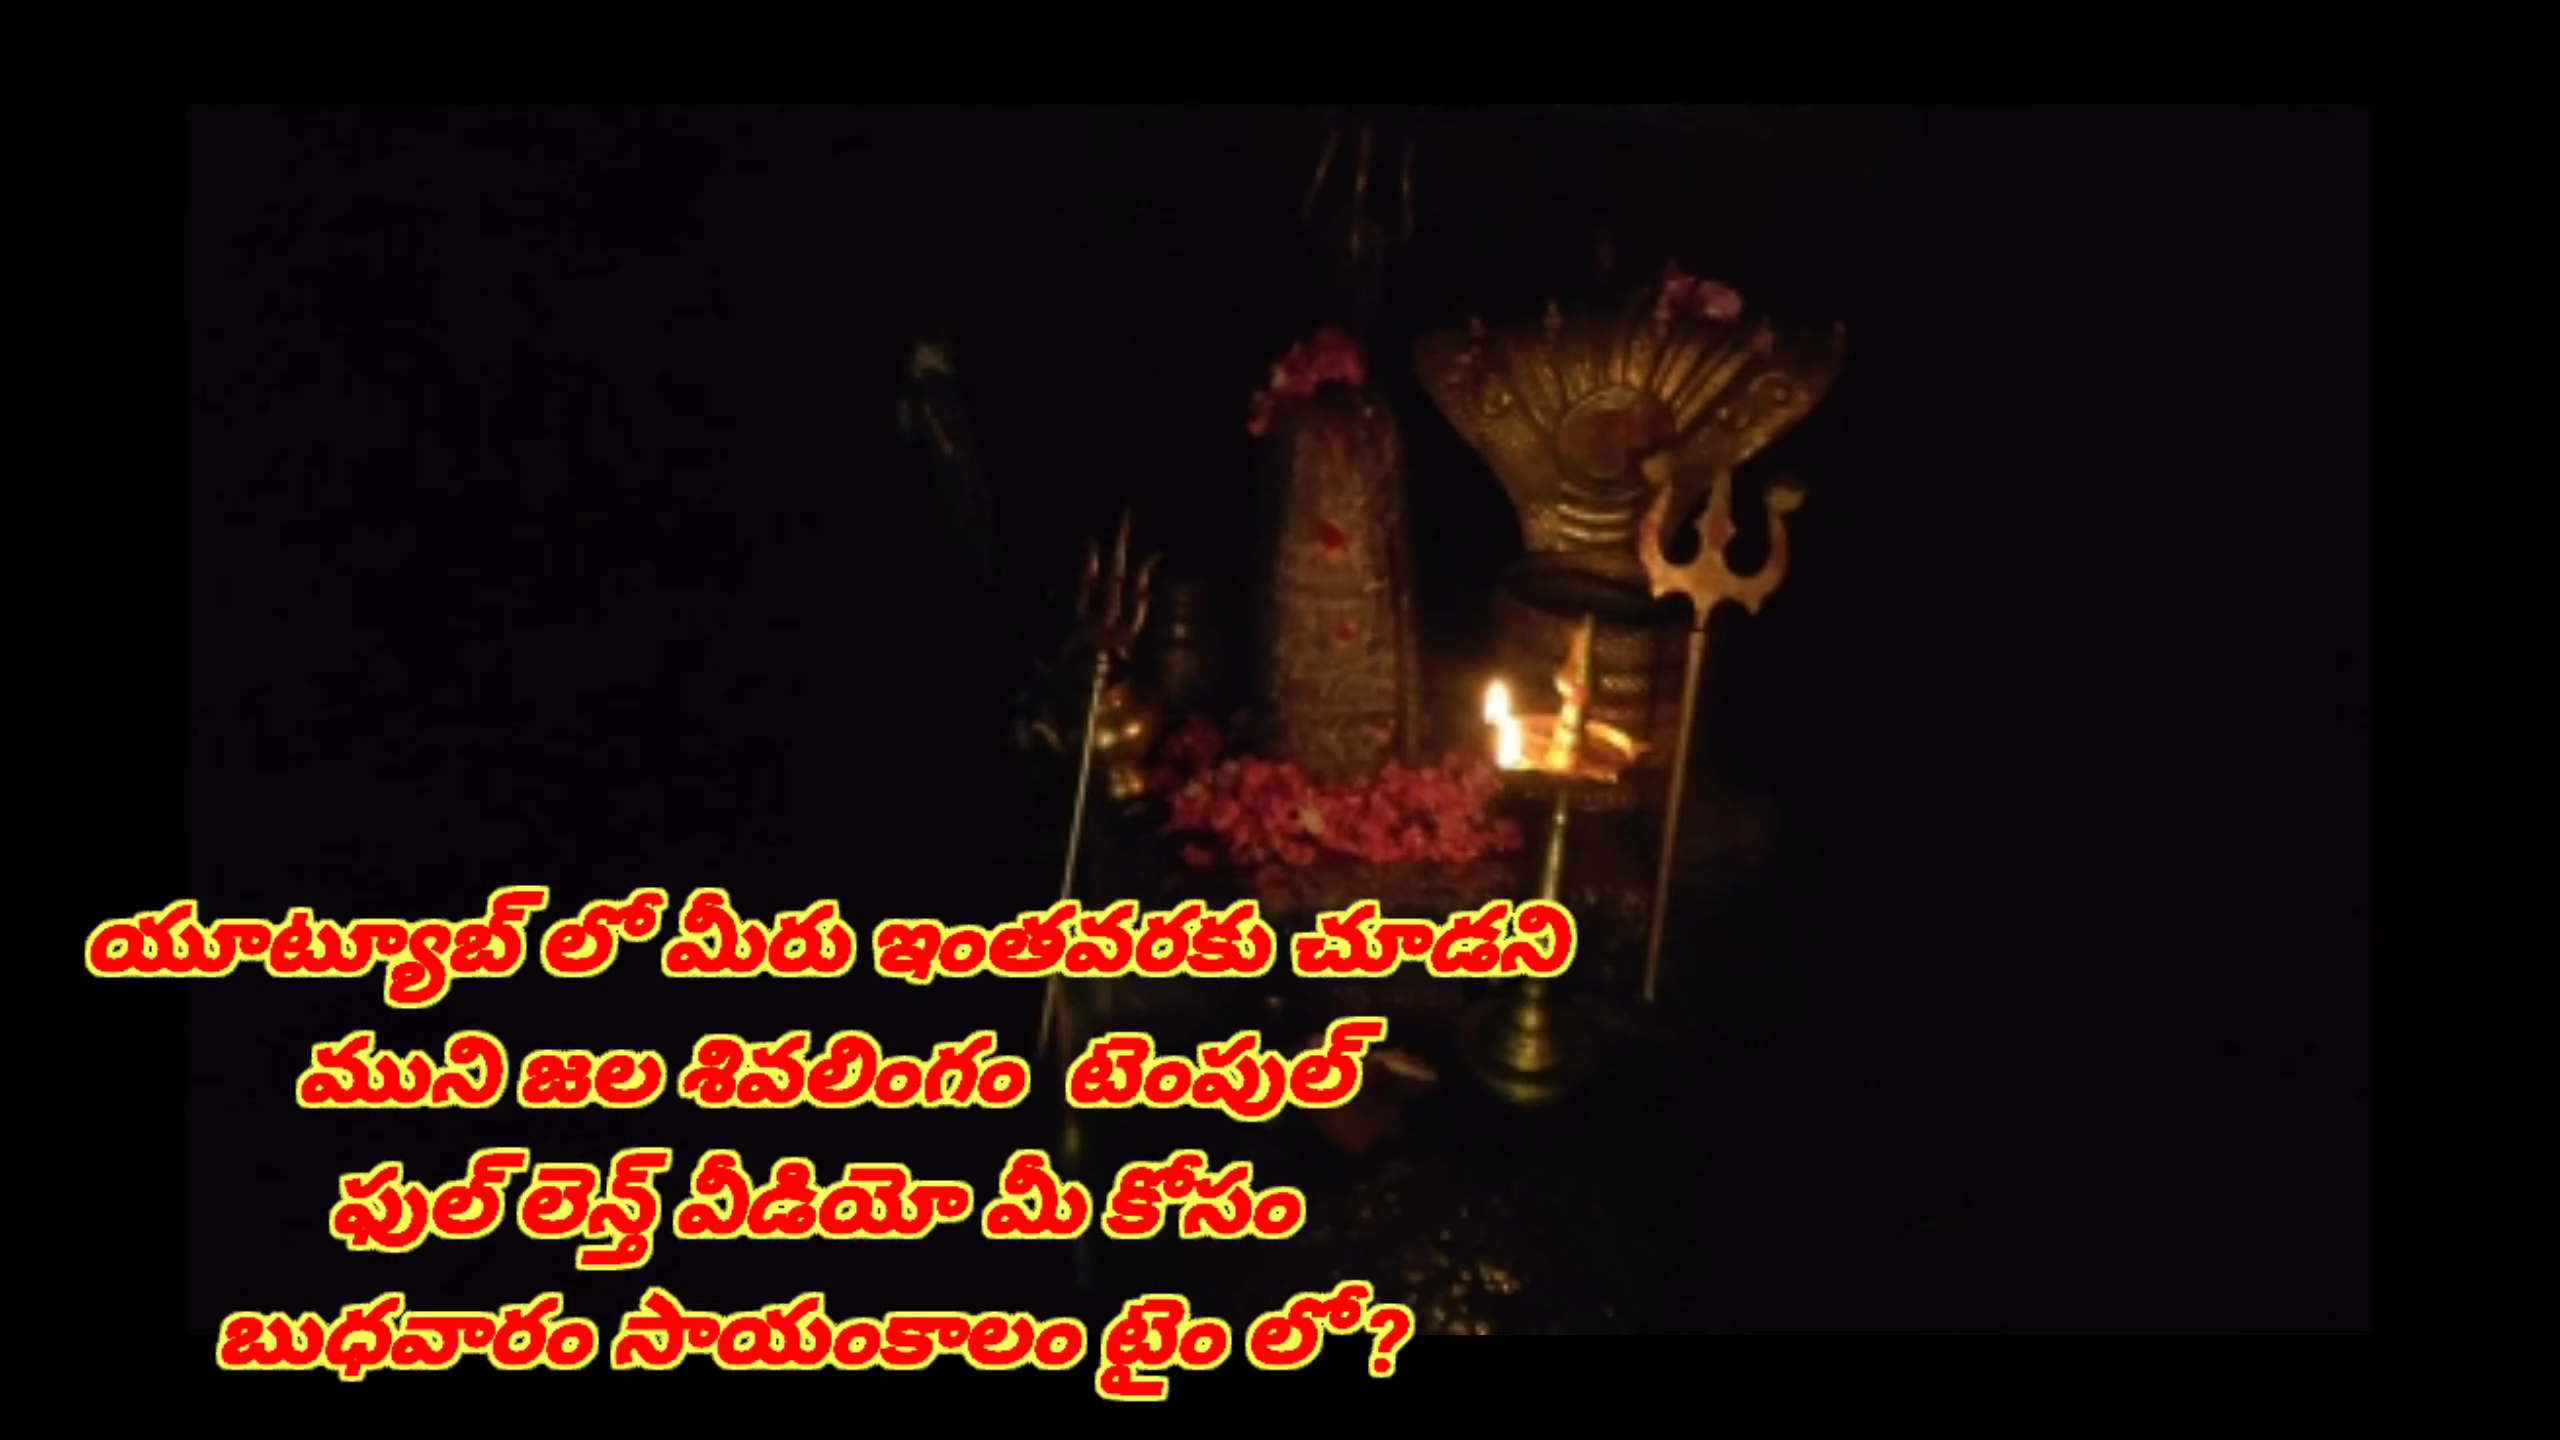 యూట్యూబ్ లో మీరు ఇంతవరకు చూడని
ముని జల శివలింగం టెంపుల్
ఫుల్ లెన్త్ వీడియో మీ కోసం
బుధవారం సాయంకాలం టైం లో?